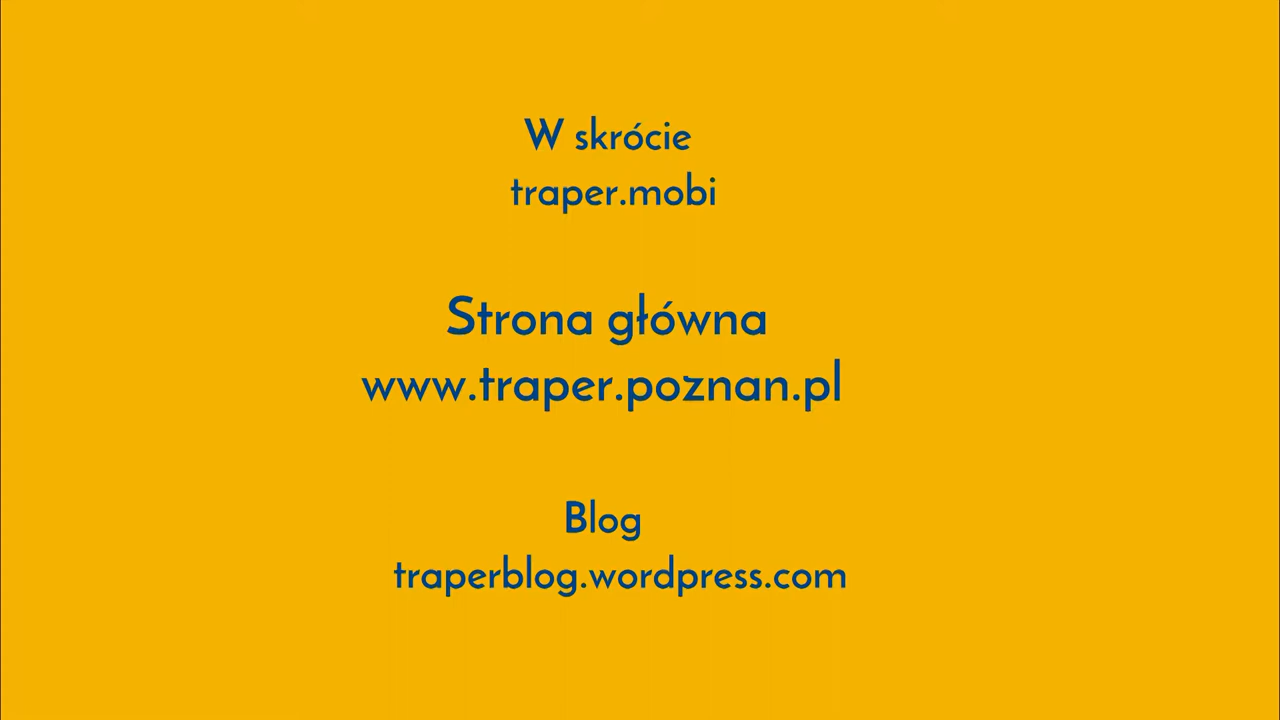 W skrócie
traper.mobi
Strona główna
www.traper.poznan.pl
Blog
traperblog.wordpress.com